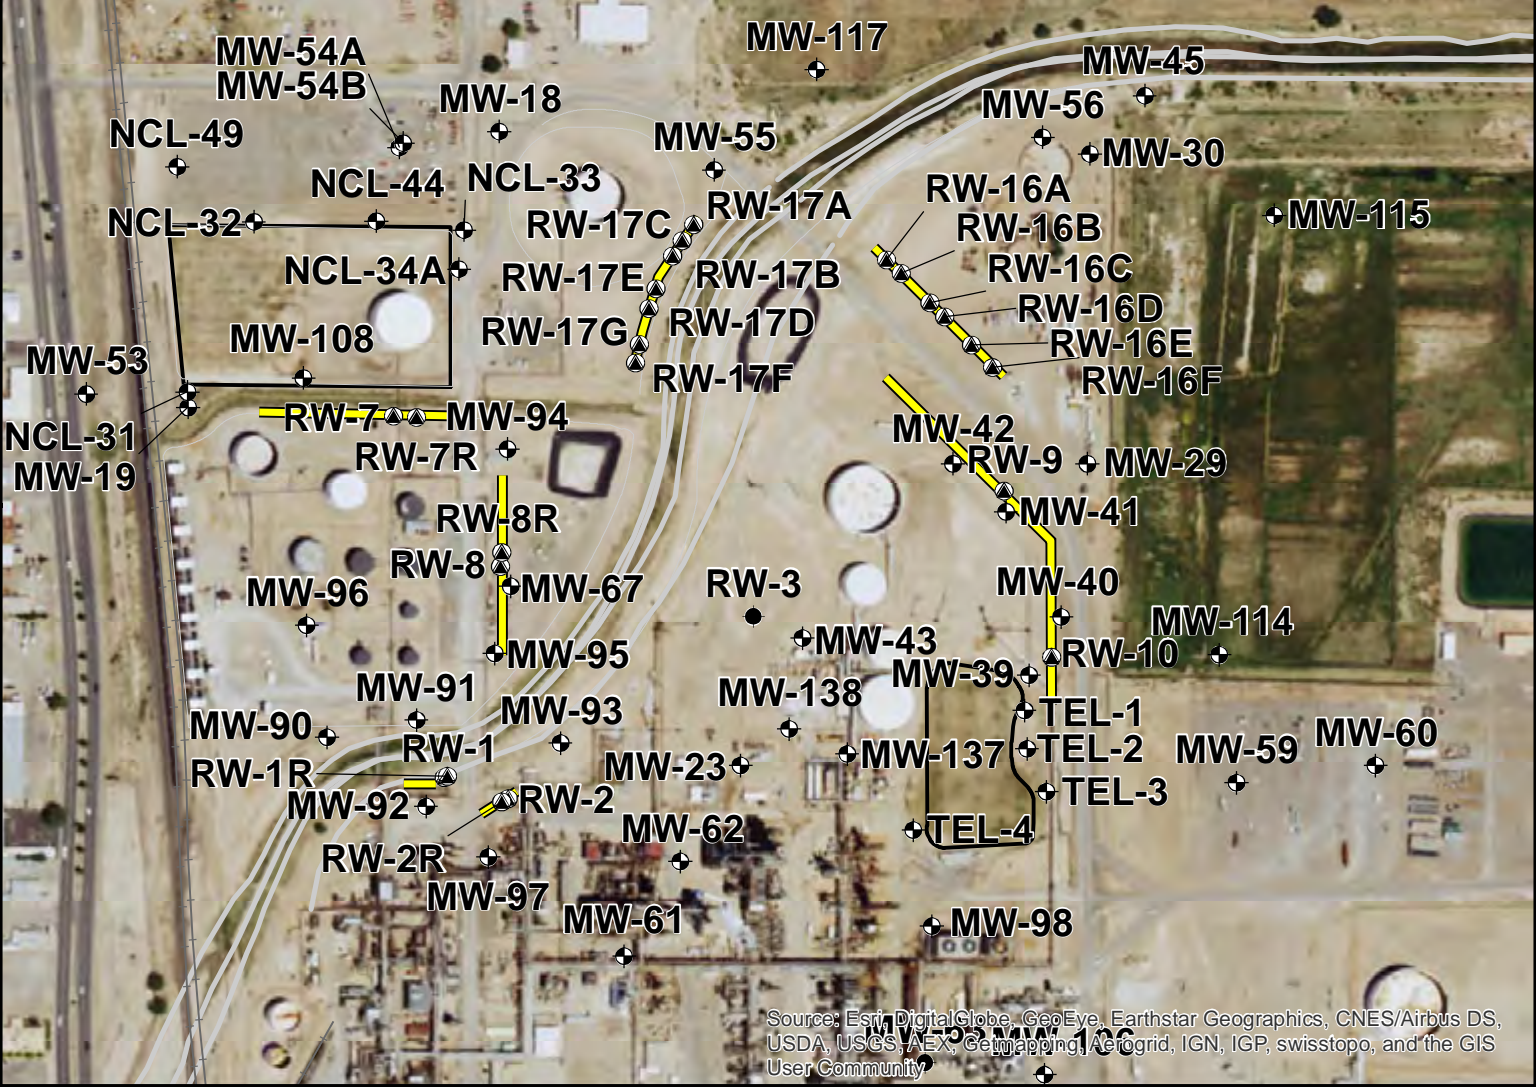 MW-117
MW-54A
MW-54B
MW-45
MW-18
MW-56
NCL-49
MW-55
MW-30
NCL-44
NCL-33
RW-16A
RW-17A
MW-115
NCL-32
RW-17C
RW-16B
NCL-34A
RW-17E
RW-17B
RW-16C
RW-16D
RW-17G
RW-17D
MW-108
RW-16E
MW-53
RW-17F
RW-16F
RW-7
MW-94
MW-42
NCL-31
RW-7R
RW-9
MW-29
MW-19
RW-8R
MW-41
RW-8
MW-96
MW-67
RW-3
MW-40
MW-114
MW-43
MW-95
RW-10
MW-39
MW-91
MW-138
MW-93
TEL-1
MW-90
RW-1
TEL-2
MW-60
MW-137
MW-59
RW-1R
MW-23
TEL-3
MW-92
RW-2
MW-62
TEL-4
RW-2R
MW-97
MW-61
MW-98
Source: Esri, DigitalGlobe, GeoEye, Earthstar Geographics, CNES/Airbus DS,
USDA, USGS, AEX, Getmapping, Aerogrid, IGN, IGP, swisstopo, and the GIS
User Community